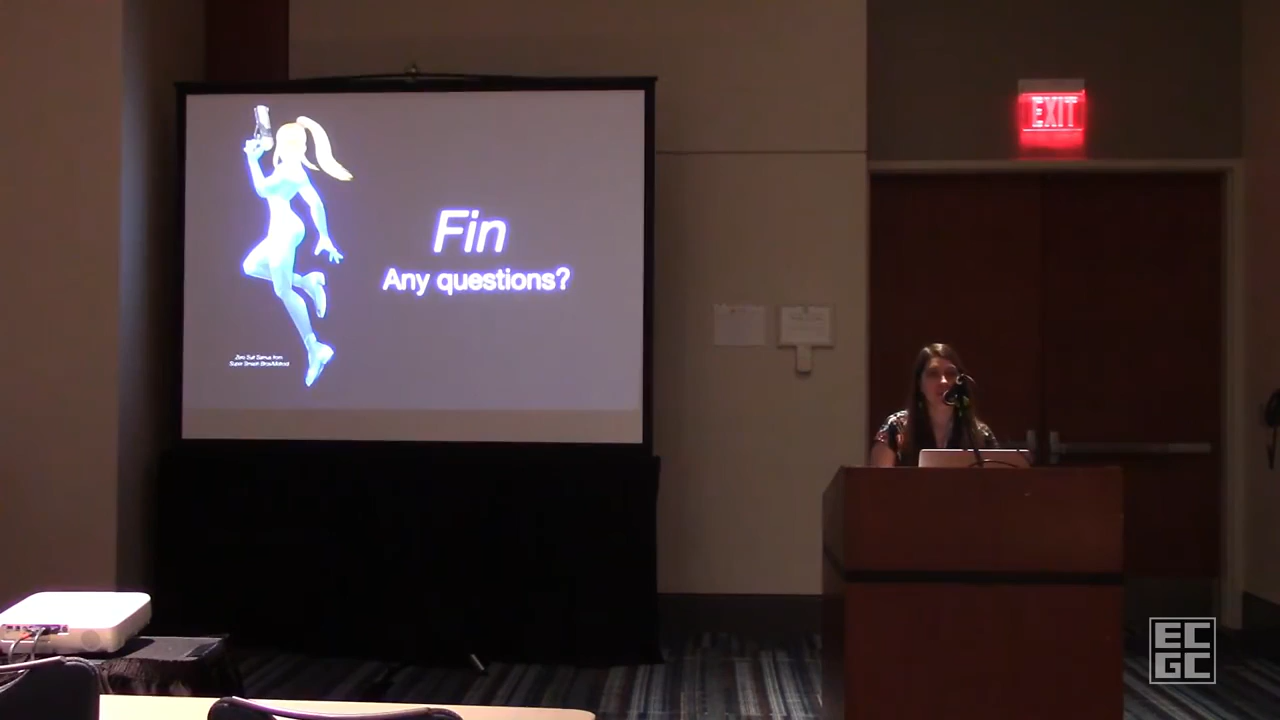 Fin
Any questions?
Zero Suit Samus from
Super Smash Bros/Metroid
EXIT
EC
GC